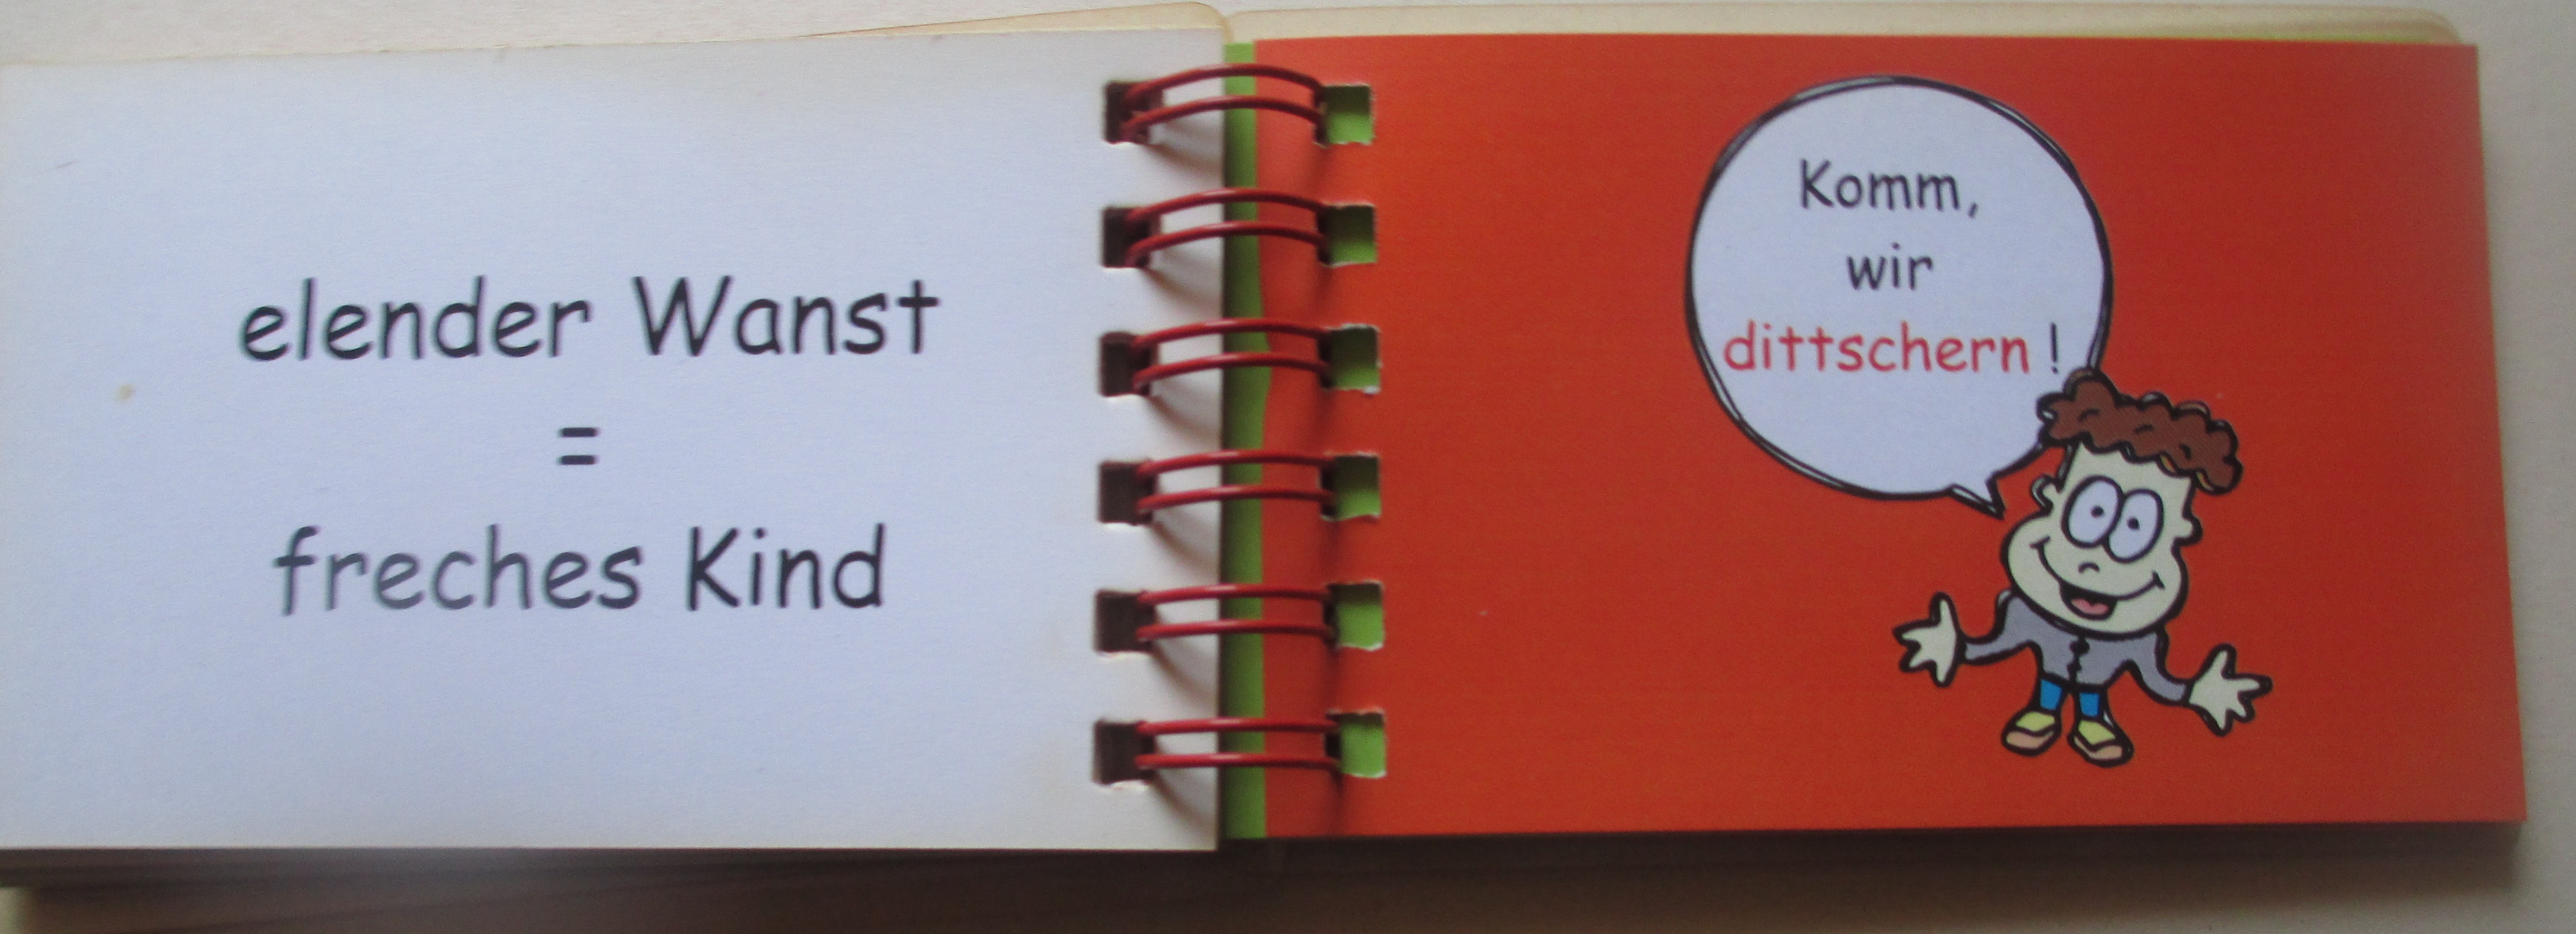 elender Wanst
=
freches Kind
Komm,
wir
dittschern !